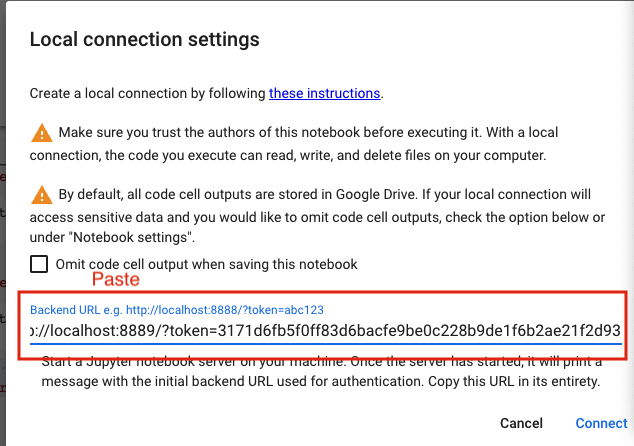 Local connection settings
Create a local connection by following these instructions.
Make sure you trust the authors of this notebook before executing it. With a local
connection, the code you execute can read, write, and delete files on your computer.
By default, all code cell outputs are stored in Google Drive. If your local connection will
access sensitive data and you would like to omit code cell outputs, check the option below or
under "Notebook settings".
Omit code cell output when saving this notebook
Paste
Backend URL e.g. http://localhost:8888/?token=abc123
p://localhost:8889/?token=3171d6fb5f0ff83d6bacfe9be0c228b9de1f6b2ae21f2d93
Start a Jupyter notebook server on your machine. Once the server has started, it will print a
message with the initial backend URL used for authentication. Copy this URL in its entirety.
Cancel Connect